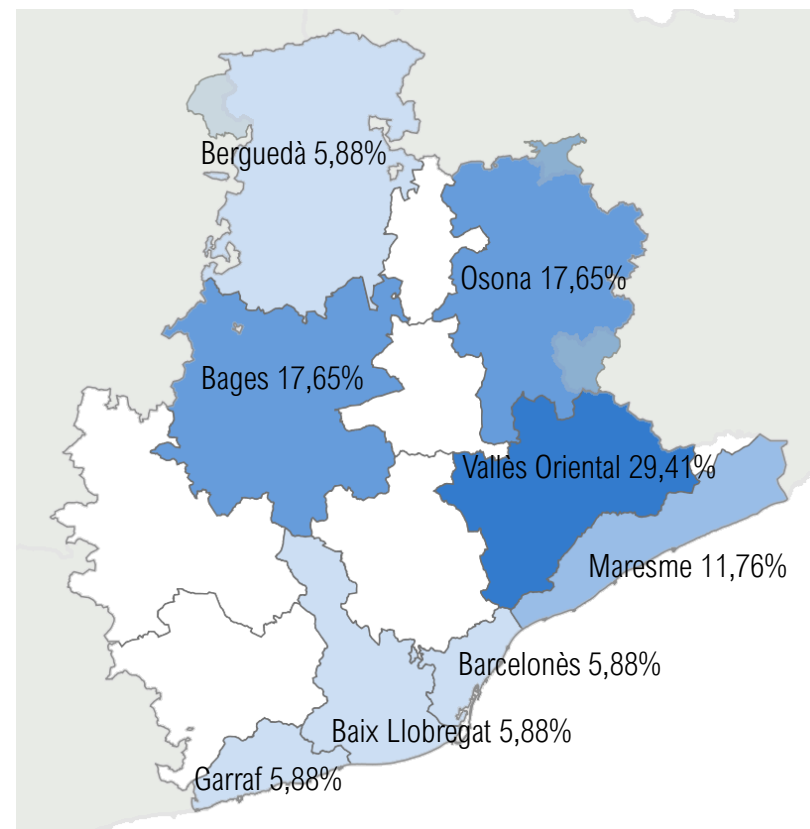 Berguedà 5,88%
Osona 17,65%
Bages 17,65%
Vallès Oriental 29,41%
Maresme 11,76%
Barcelonès 5,88%
Baix Llobregat 5,88%
Garraf 5,88%